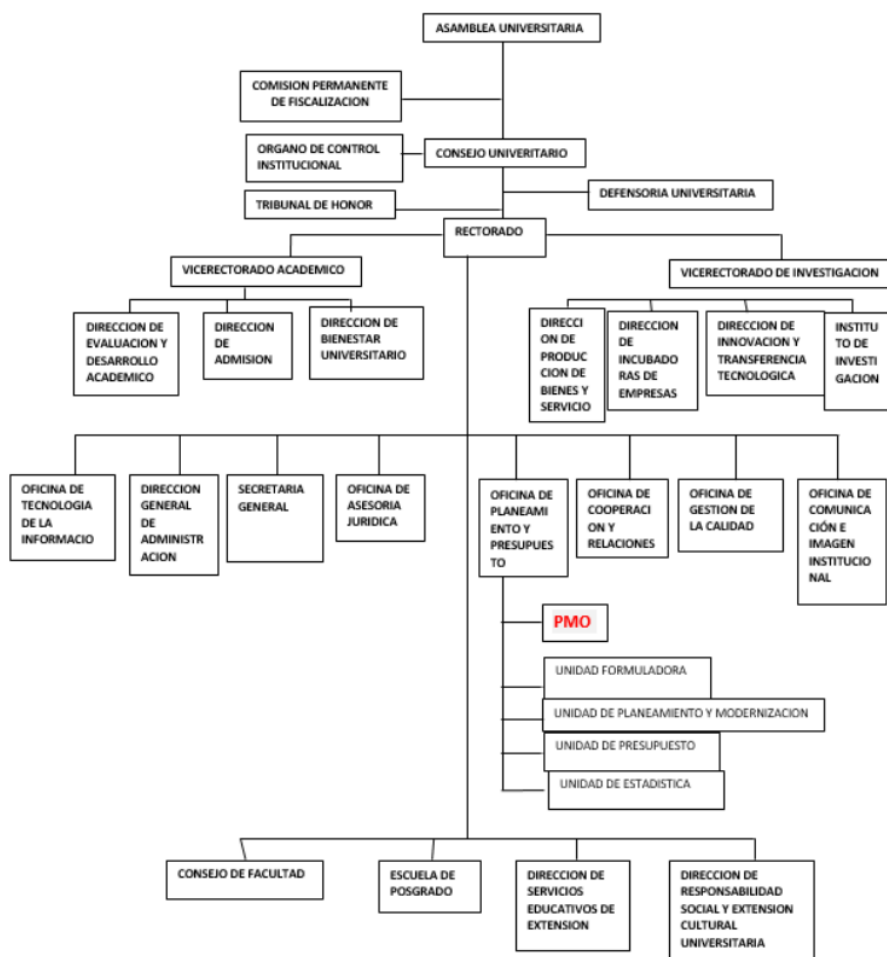 ASAMBLEA UNIVERSITARIA
COMISION PERMANENTE
DE FISCALIZACION
ORGANO DE CONTROL
INSTITUCIONAL
CONSEJO UNIVERITARIO
DEFENSORIA UNIVERSITARIA
TRIBUNAL DE HONOR
RECTORADO
VICERECTORADO ACADEMICO
VICERECTORADO DE INVESTIGACION
DIRECCION DE
EVALUACION Y
DESARROLLO
ACADEMICO
DIRECCION
DE
ADMISION
DIRECCION DE
BIENESTAR
UNIVERSITARIO
DIRECC
ION DE
PRODUC
CION DE
BIENES Y
SERVICIO
DIRECCION
DE
INCUBADO
RAS DE
EMPRESAS
DIRECCION DE
INNOVACION Y
TRANSFERENCIA
TECNOLOGICA
INSTITU
TO DE
INVESTI
GACION
OFICINA DE
TECNOLOGIA
DE LA
INFORMACIO
DIRECCION
GENERAL
DE
ADMINISTR
ACION
SECRETARIA
GENERAL
OFICINA DE
ASESORIA
JURIDICA
OFICINA DE
PLANEAMI
ENTO Y
PRESUPUES
TO
OFICINA DE
COOPERACI
ON Y
RELACIONES
OFICINA DE
GESTION DE
LA CALIDAD
OFICINA DE
COMUNICA
CIÓN E
IMAGEN
INSTITUCIO
NAL
PMO
UNIDAD FORMULADORA
UNIDAD DE PLANEAMIENTO Y MODERNIZACION
UNIDAD DE PRESUPUESTO
UNIDAD DE ESTADISTICA
CONSEJO DE FACULTAD
ESCUELA DE
POSGRADO
DIRECCION DE
SERVICIOS
EDUCATIVOS DE
EXTENSION
DIRECCION DE
RESPONSABILIDAD
SOCIAL Y EXTENSION
CULTURAL
UNIVERSITARIA